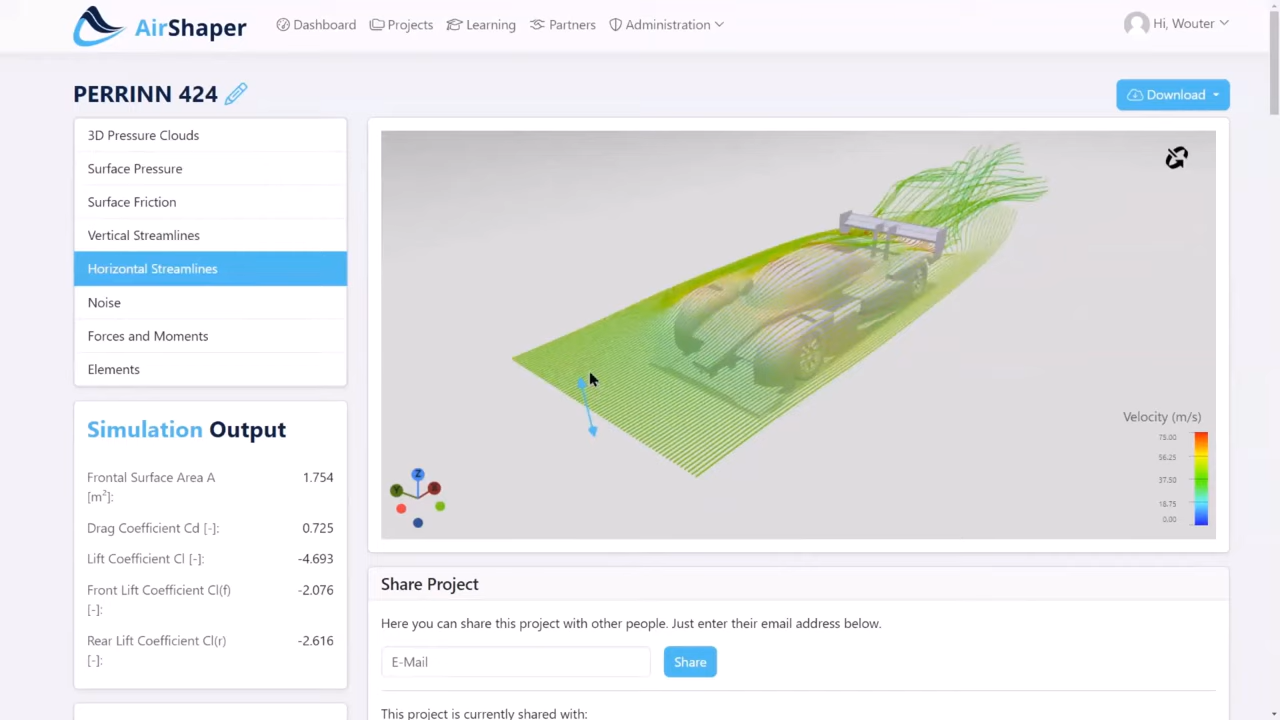 AirShaper
Dashboard
Projects
Learning
Partners
Administration
Hi, Wouter
PERRINN 424
Download
3D Pressure Clouds
Surface Pressure
Surface Friction
Vertical Streamlines
Horizontal Streamlines
Noise
Forces and Moments
Elements
Simulation Output
Frontal Surface Area A 1.754
[m²]:
Drag Coefficient Cd [-]: 0.725
Lift Coefficient Cl [-]: -4.693
Front Lift Coefficient Cl(f) -2.076
[-]:
Rear Lift Coefficient Cl(r) -2.616
[-]:
Velocity (m/s)
75.00
56.25
37.50
18.75
0.00
Z
Y
X
Share Project
Here you can share this project with other people. Just enter their email address below.
E-Mail
Share
This project is currently shared with: